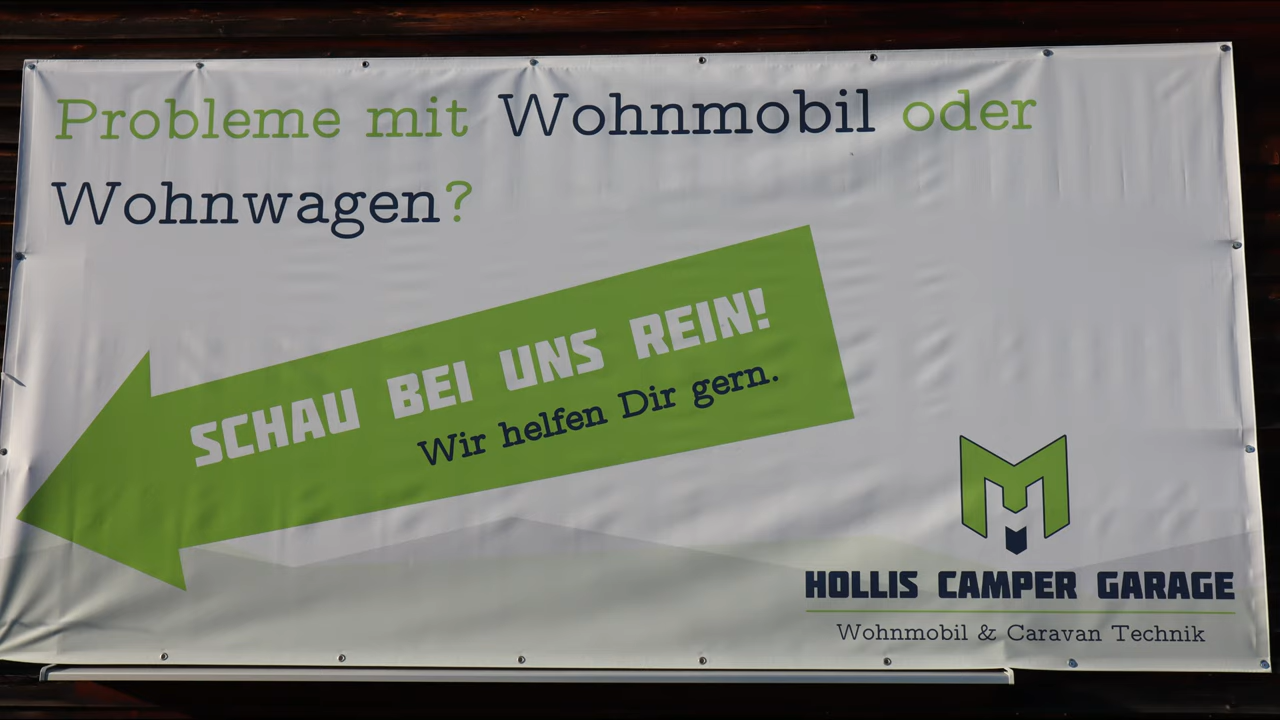 Probleme mit Wohnmobil oder
Wohnwagen?
SCHAU BEI UNS REIN!
Wir helfen Dir gern.
HOLLIS CAMPER GARAGE
Wohnmobil & Caravan Technik